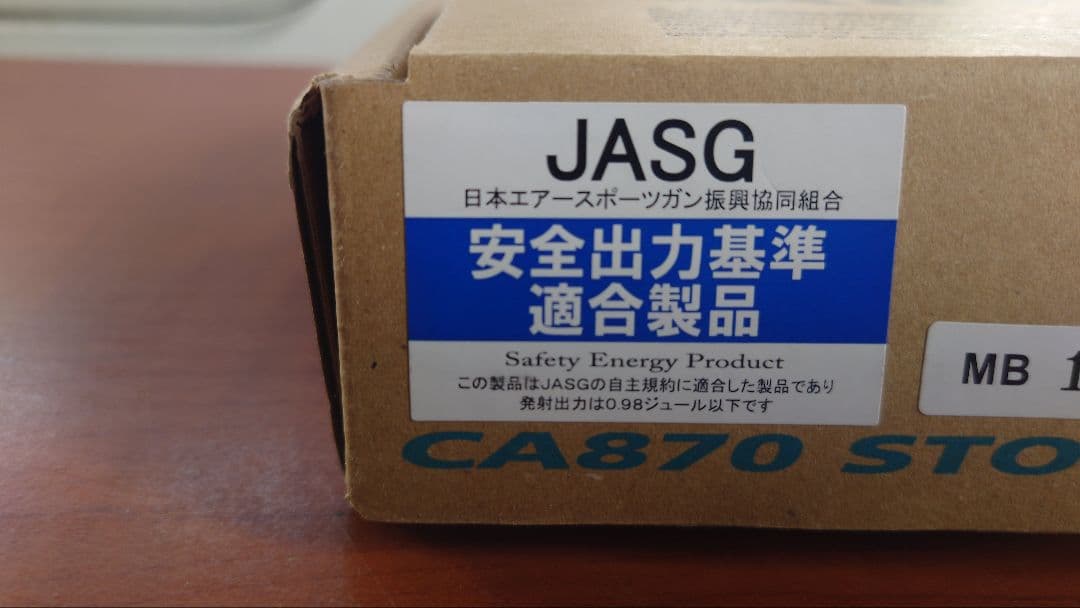 JASG
日本エアースポーツガン振興協同組合
安全出力基準
適合製品
Safety Energy Product
この製品はJASGの自主規約に適合した製品であり
発射出力は0.98ジュール以下です
MB
CA870 STO